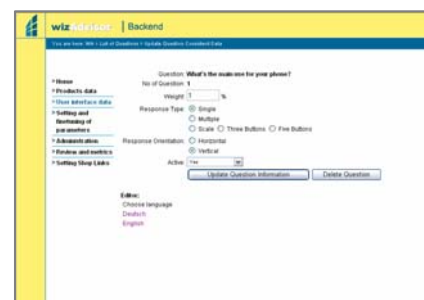 wizAdvisor | Backend
You are here: WM > List of Questions > Update Question Considered Data
Home
Products data
User interface data
Setting and
finetuning of
parameters
Administration
Review and metrics
Setting Shop Links
Question: What's the main use for your phone?
No of Question: 1
Weight: 1 %
Response Type: Single
Multiple
Scale Three Buttons Five Buttons
Response Orientation: Horizontal
Vertical
Active: Yes
Update Question Information Delete Question
Editor:
Choose language
Deutsch
English